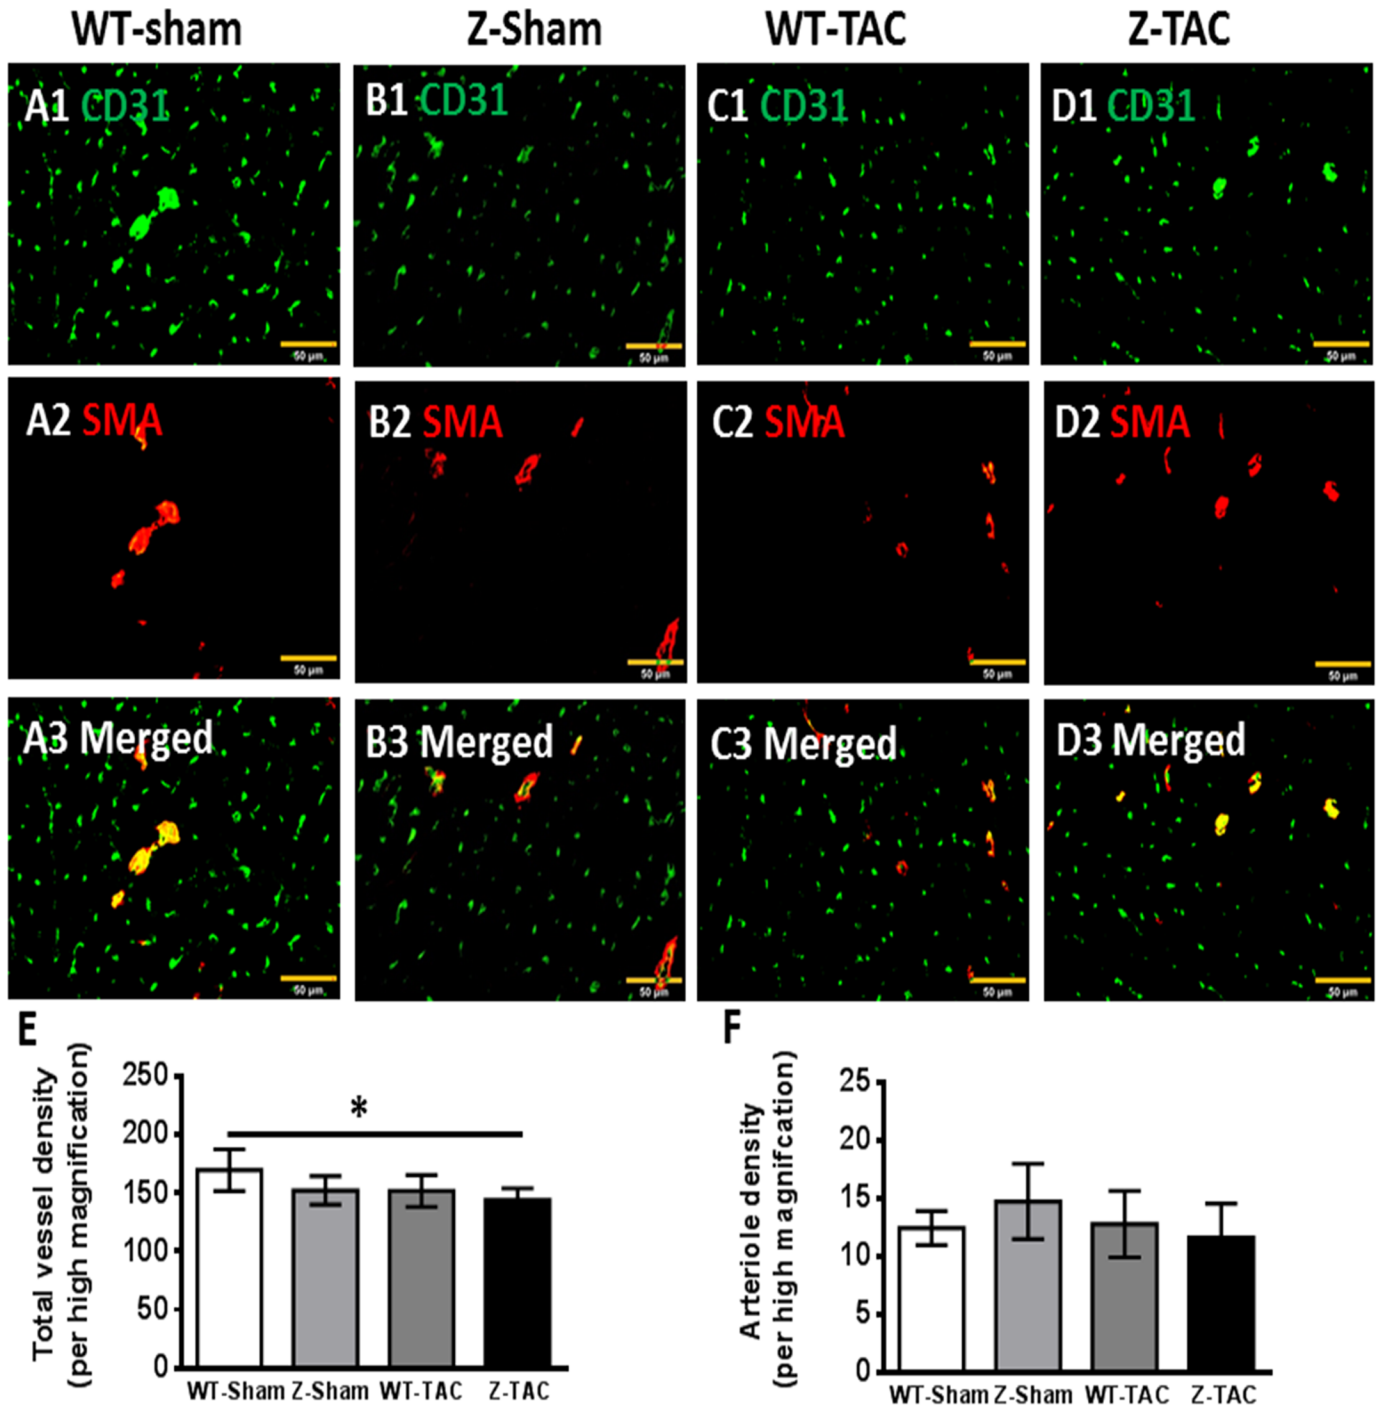 WT-sham Z-Sham WT-TAC Z-TAC
A1 CD31 B1 CD31 C1 CD31 D1 CD31
50 µm 50 µm 50 µm 50 µm
A2 SMA B2 SMA C2 SMA D2 SMA
50 µm 50 µm 50 µm 50 µm
A3 Merged B3 Merged C3 Merged D3 Merged
50 µm 50 µm 50 µm 50 µm
E
Total vessel density
(per high magnification)
250
200
150
100
50
0
*
WT-Sham Z-Sham WT-TAC Z-TAC
F
Arteriole density
(per high magnifcation)
25
20
15
10
5
0
WT-Sham Z-Sham WT-TAC Z-TAC